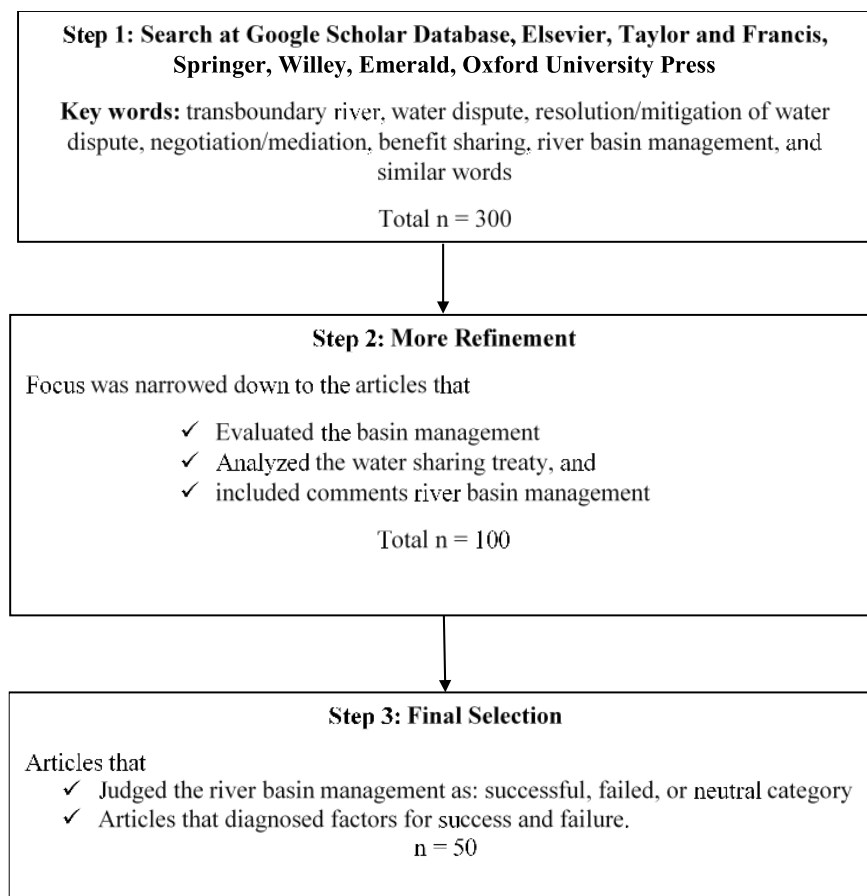 Step 1: Search at Google Scholar Database, Elsevier, Taylor and Francis,
Springer, Willey, Emerald, Oxford University Press
Key words: transboundary river, water dispute, resolution/mitigation of water
dispute, negotiation/mediation, benefit sharing, river basin management, and
similar words
Total n = 300
Step 2: More Refinement
Focus was narrowed down to the articles that
✓ Evaluated the basin management
✓ Analyzed the water sharing treaty, and
✓ included comments river basin management
Total n = 100
Step 3: Final Selection
Articles that
✓ Judged the river basin management as: successful, failed, or neutral category
✓ Articles that diagnosed factors for success and failure.
n = 50